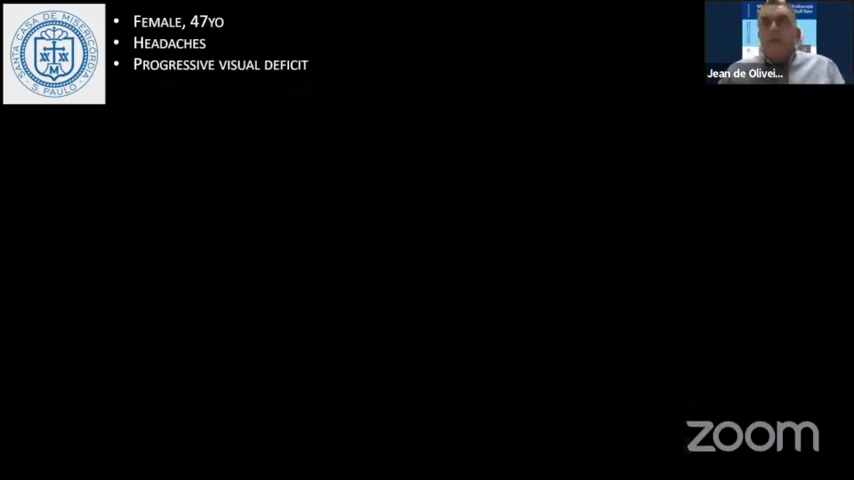 SANTA CASA DE MISERICORDIA
M
S. PAULO
• FEMALE, 47YO
• HEADACHES
• PROGRESSIVE VISUAL DEFICIT
Jean de Olivei...
zoom